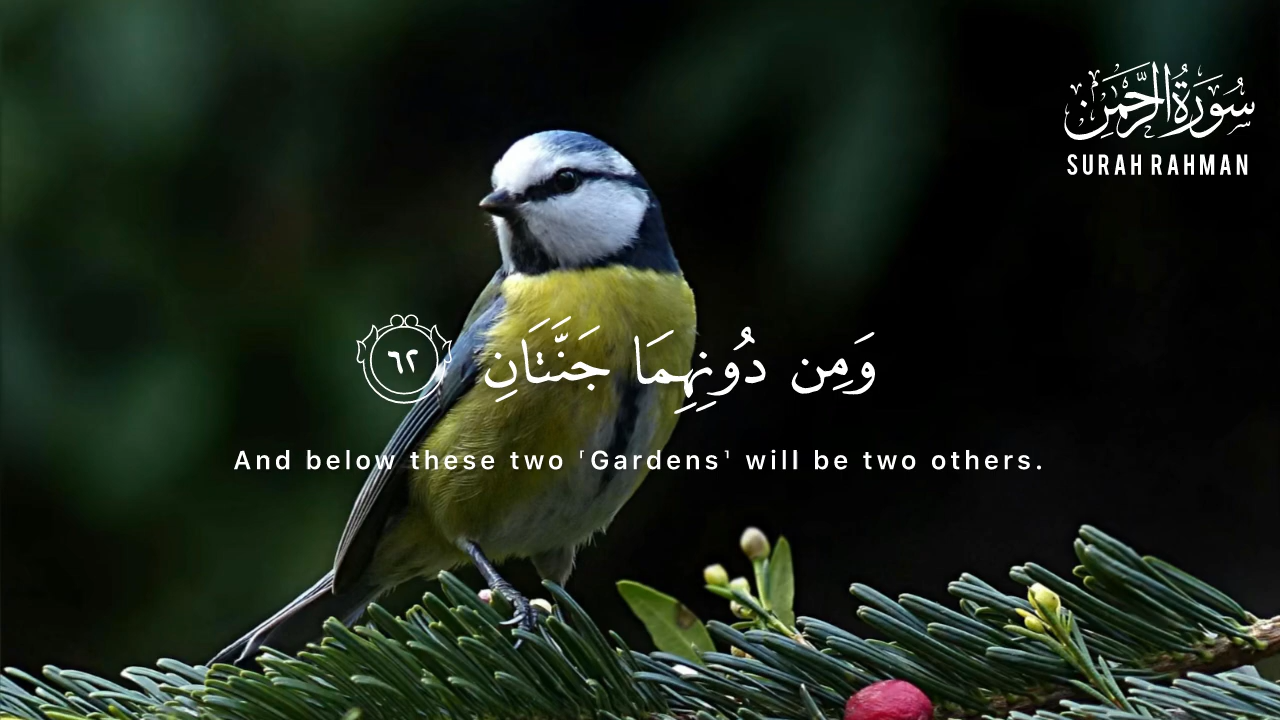 سُورَةُ الرَّحْمَٰن
SURAH RAHMAN
وَمِن دُونِهِمَا جَنَّتَانِ ٦٢
And below these two ˹Gardens˺ will be two others.